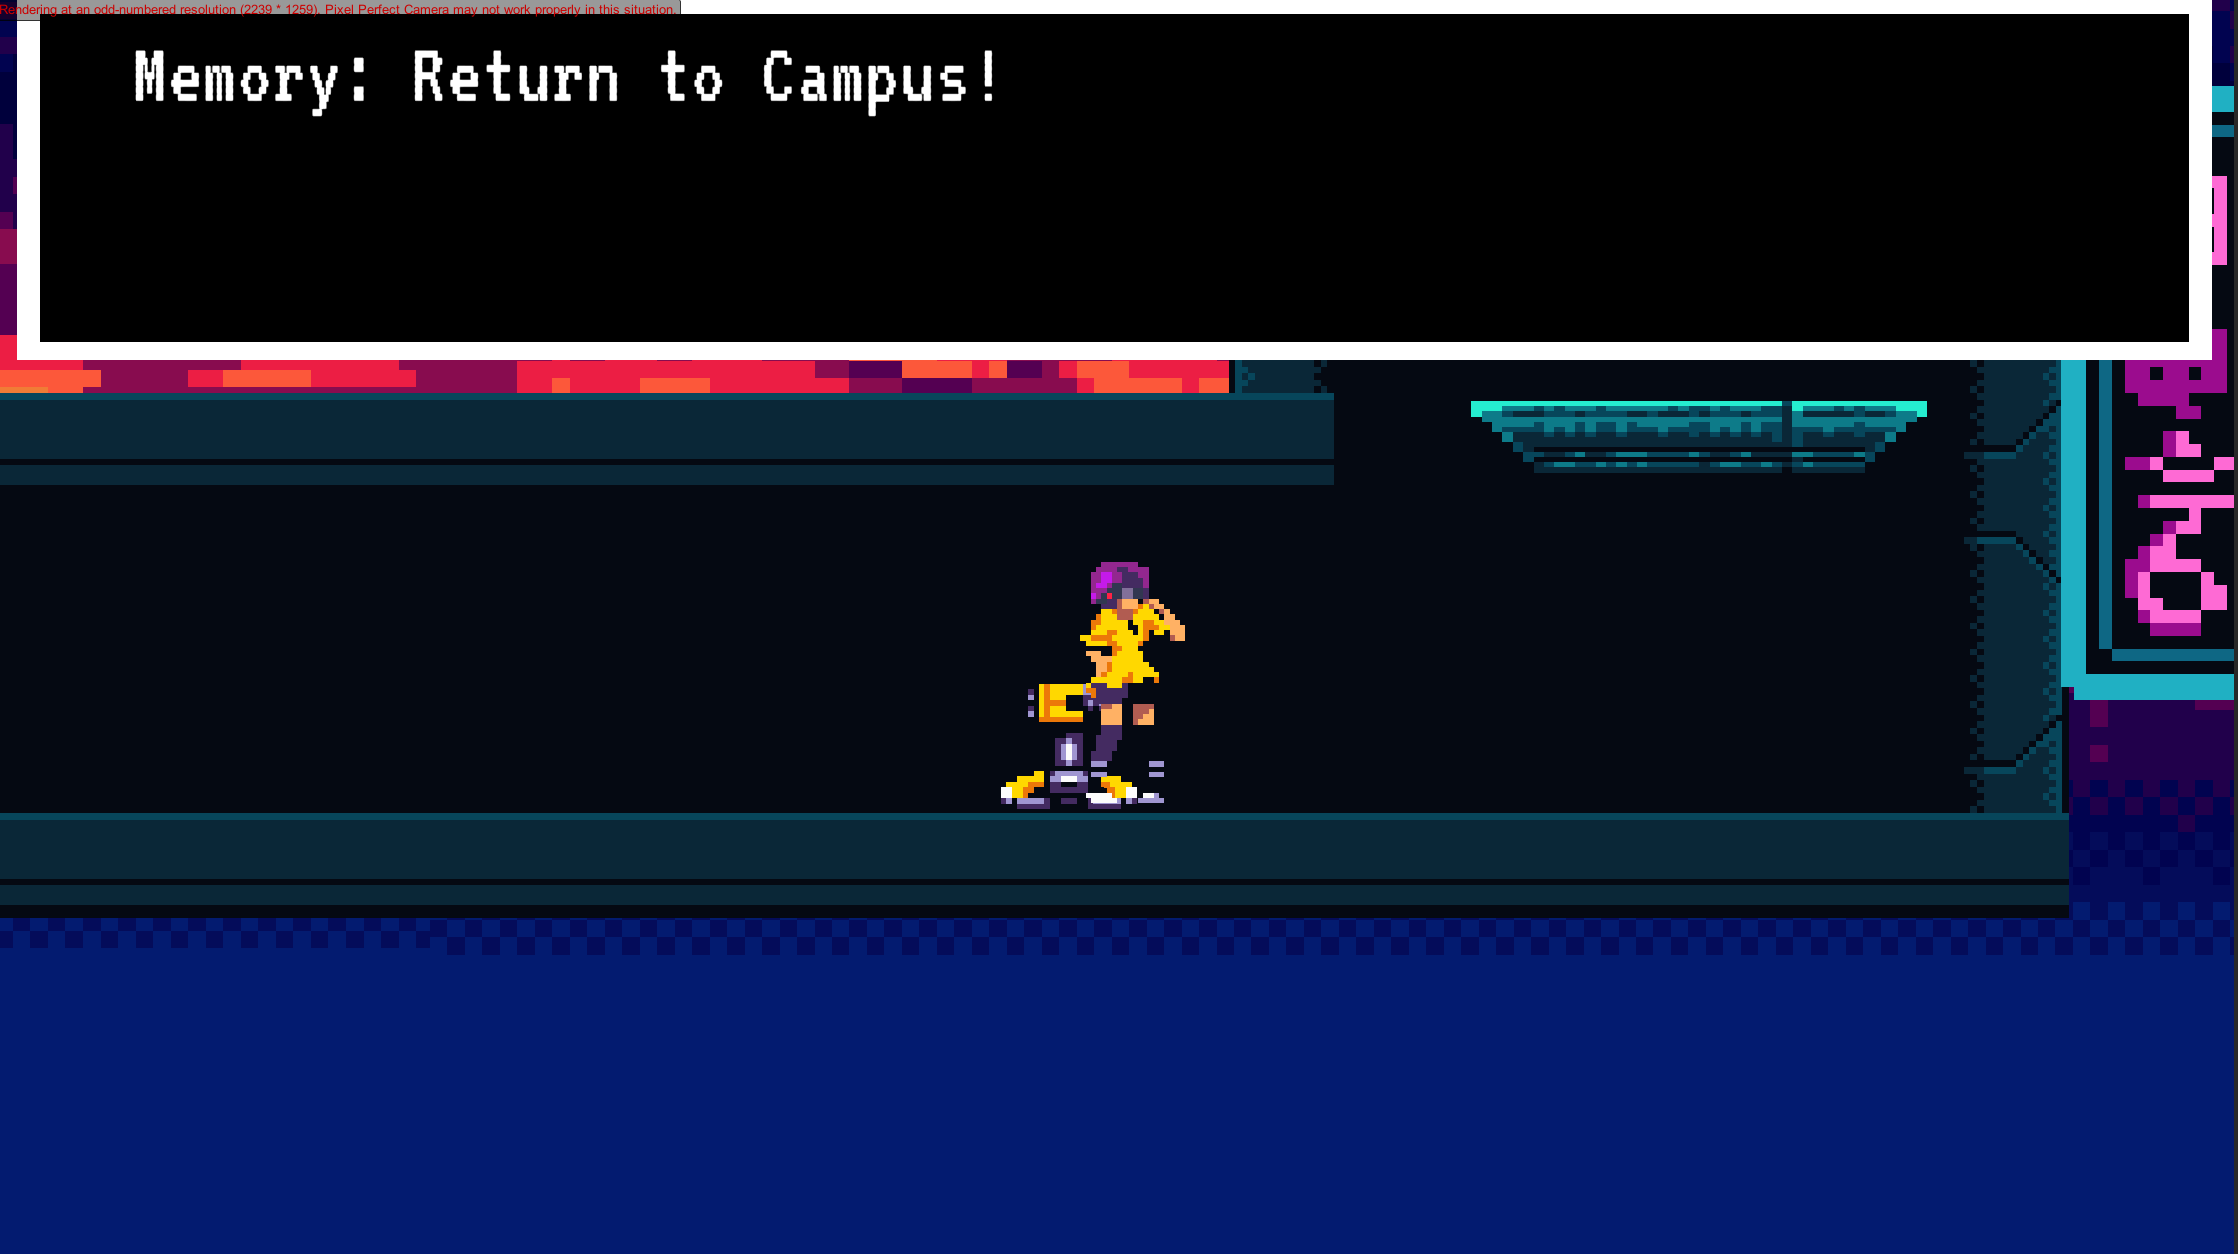 Rendering at an odd-numbered resolution (2239 * 1259). Pixel Perfect Camera may not work properly in this situation.
Memory: Return to Campus!